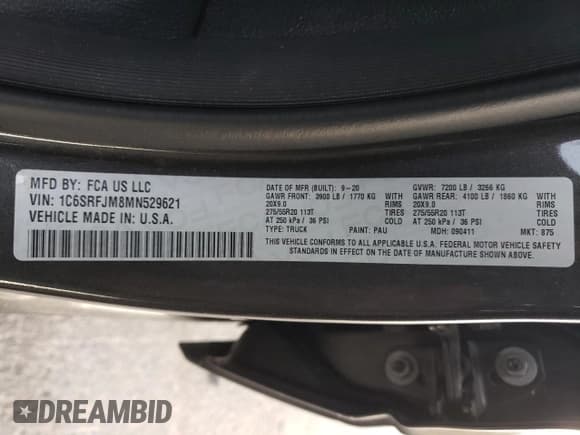 MFD BY: FCA US LLC
VIN: 1C6SRFJM8MN529621
VEHICLE MADE IN U.S.A.
DATE OF MFR (BUILT): 9-20 GVWR: 7200 LB / 3266 KG
GAWR FRONT: 3900 LB / 1770 KG WITH GAWR REAR: 4100 LB / 1860 KG WITH
20X9.0 RIMS 20X9.0 RIMS
275/55R20 113T TIRES 275/55R20 113T TIRES
AT 250 kPa / 36 PSI COLD AT 250 kPa / 36 PSI COLD
TYPE: TRUCK PAINT: PAU MDH: 090411 MKT: 875
THIS VEHICLE CONFORMS TO ALL APPLICABLE U.S.A. FEDERAL MOTOR VEHICLE SAFETY
STANDARDS IN EFFECT ON THE DATE OF MANUFACTURE SHOWN ABOVE
DREAMBID